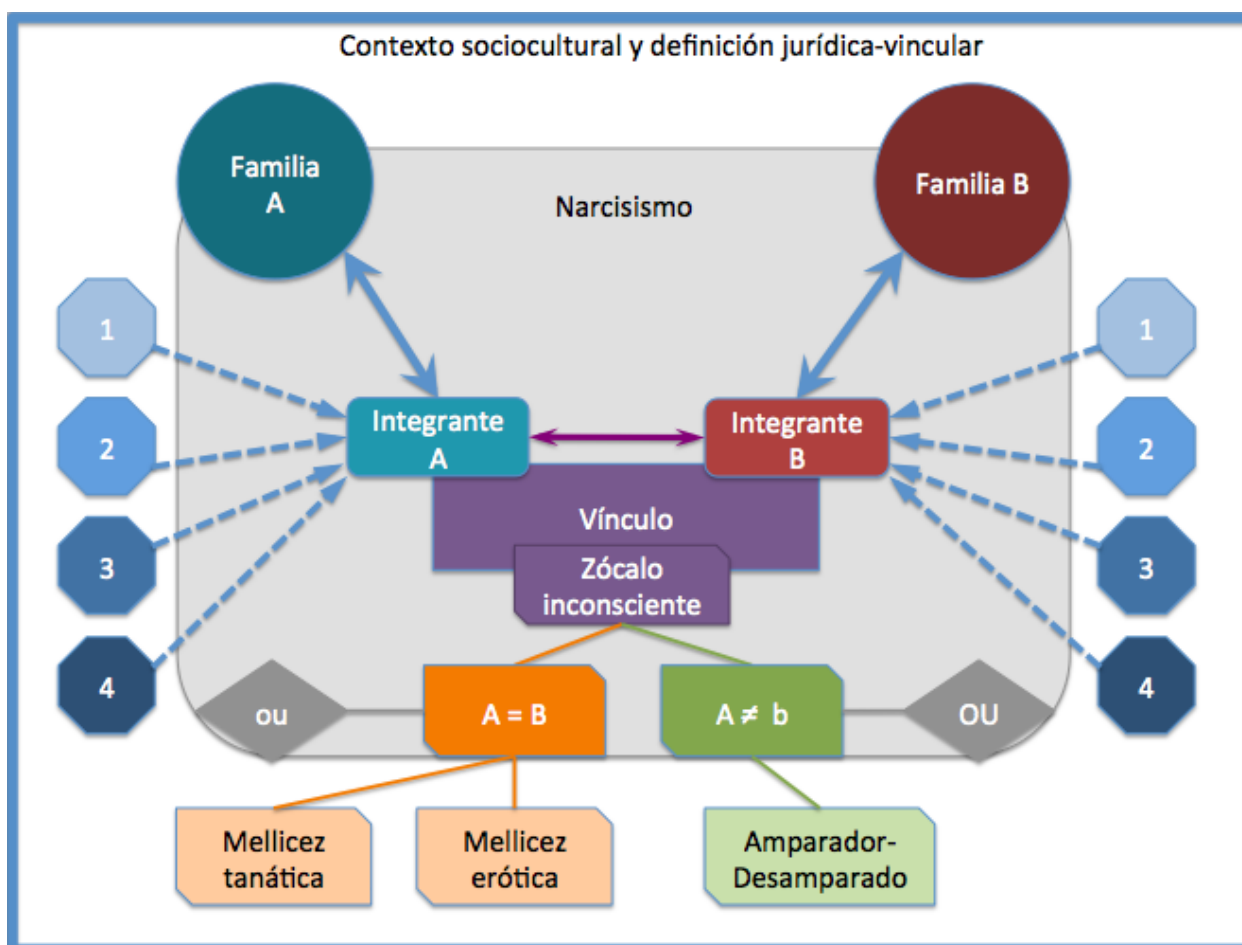 Contexto sociocultural y definición jurídica-vincular
Familia
A
Familia B
Narcisismo
1
1
Integrante
A
Integrante
B
2
2
Vínculo
Zócalo
inconsciente
3
3
4
4
ou
A = B
A ≠ b
OU
Mellicez
tanática
Mellicez
erótica
Amparador-
Desamparado